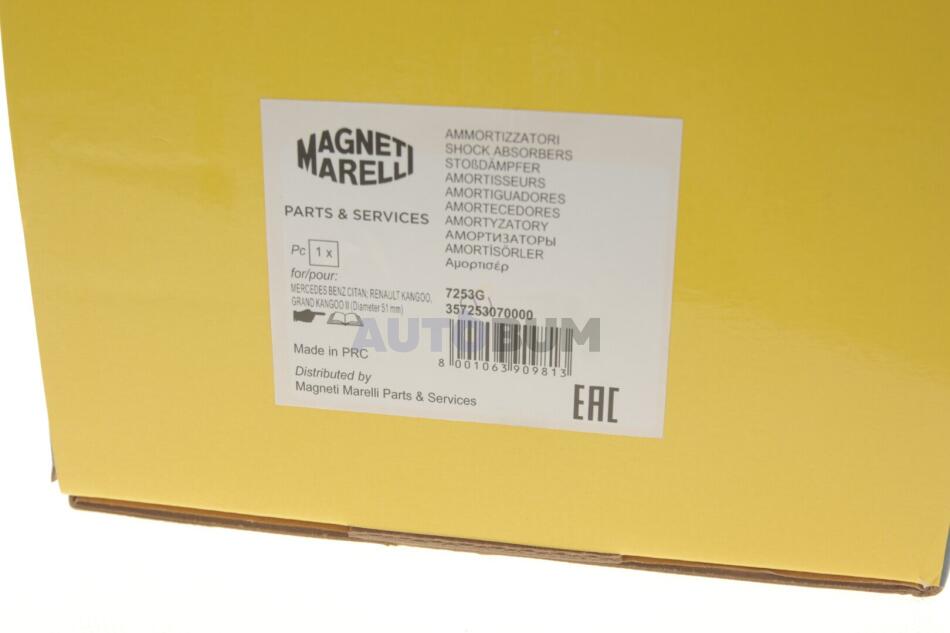 MAGNETI
MARELLI
PARTS & SERVICES
Pc 1 x
for/pour:
MERCEDES BENZ CITAN; RENAULT KANGOO,
GRAND KANGOO II (Diameter 51 mm)
Made in PRC
Distributed by
Magneti Marelli Parts & Services
AMMORTIZZATORI
SHOCK ABSORBERS
STOßDÄMPFER
AMORTISSEURS
AMORTIGUADORES
AMORTECEDORES
AMORTYZATORY
АМОРТИЗАТОРЫ
AMORTİSÖRLER
Αμορτισέρ
7253G
357253070000
8 001063 909813
EAC
AUTOBUM